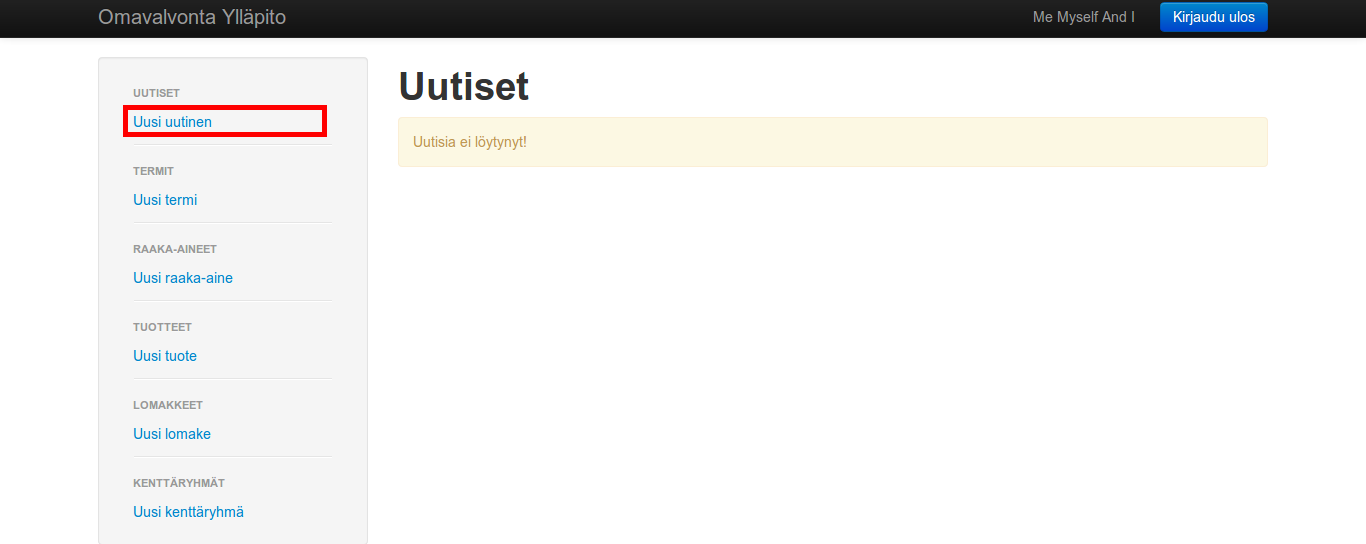 Omavalvonta Ylläpito
Me Myself And I
Kirjaudu ulos
UUTISET
Uusi uutinen
TERMIT
Uusi termi
RAAKA-AINEET
Uusi raaka-aine
TUOTTEET
Uusi tuote
LOMAKKEET
Uusi lomake
KENTTÄRYHMÄT
Uusi kenttäryhmä
Uutiset
Uutisia ei löytynyt!